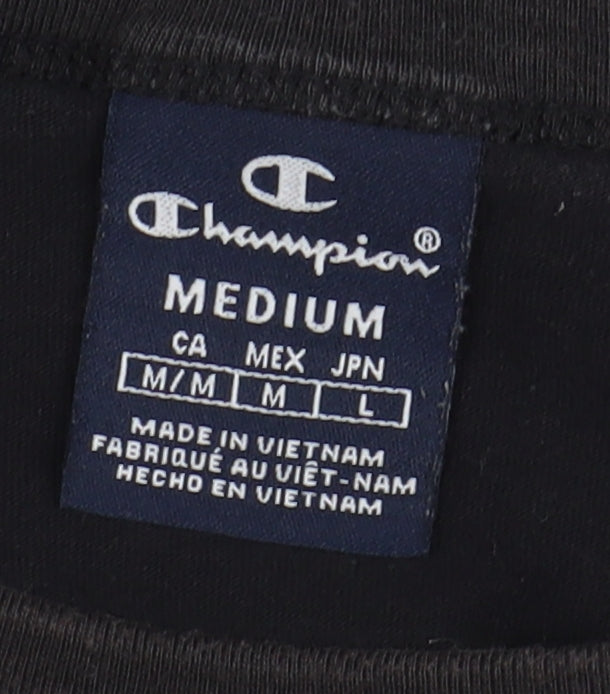 Champion®
MEDIUM
CA MEX JPN
M/M M L
MADE IN VIETNAM
FABRIQUÉ AU VIÊT-NAM
HECHO EN VIETNAM